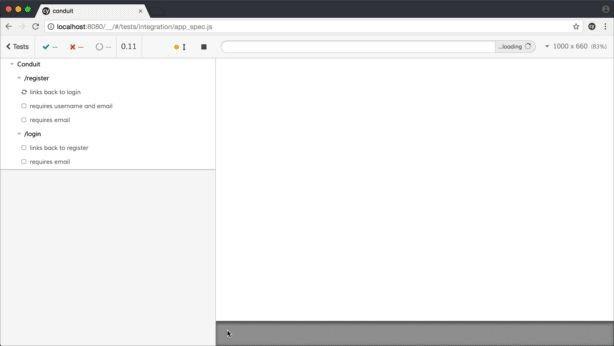 cy conduit
localhost:8080/__/#/tests/integration/app_spec.js
Tests -- -- -- 0.11 ...loading 1000 x 660 (83%)
Conduit
/register
links back to login
requires username and email
requires email
/login
links back to register
requires email